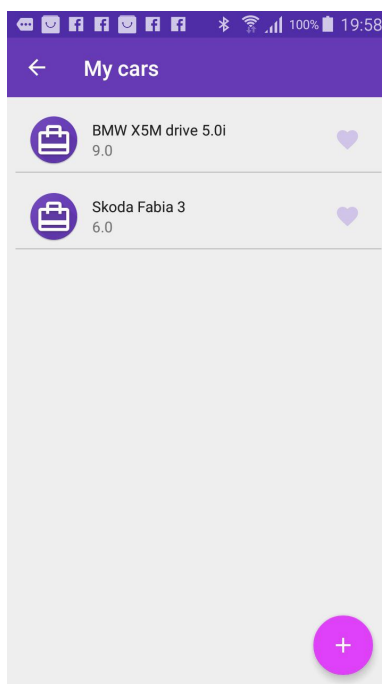 100% 19:58
My cars
BMW X5M drive 5.0i
9.0
Skoda Fabia 3
6.0
+